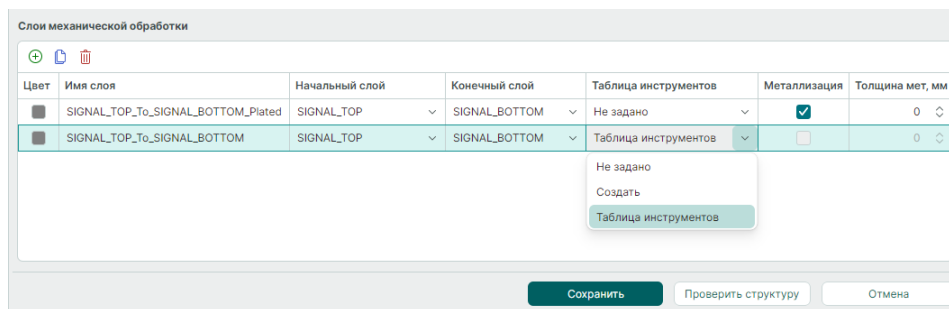 Слои механической обработки
Цвет Имя слоя Начальный слой Конечный слой Таблица инструментов Металлизация Толщина мет, мм
SIGNAL_TOP_To_SIGNAL_BOTTOM_Plated SIGNAL_TOP SIGNAL_BOTTOM Не задано 0
SIGNAL_TOP_To_SIGNAL_BOTTOM SIGNAL_TOP SIGNAL_BOTTOM Таблица инструментов 0
Не задано
Создать
Таблица инструментов
Сохранить Проверить структуру Отмена